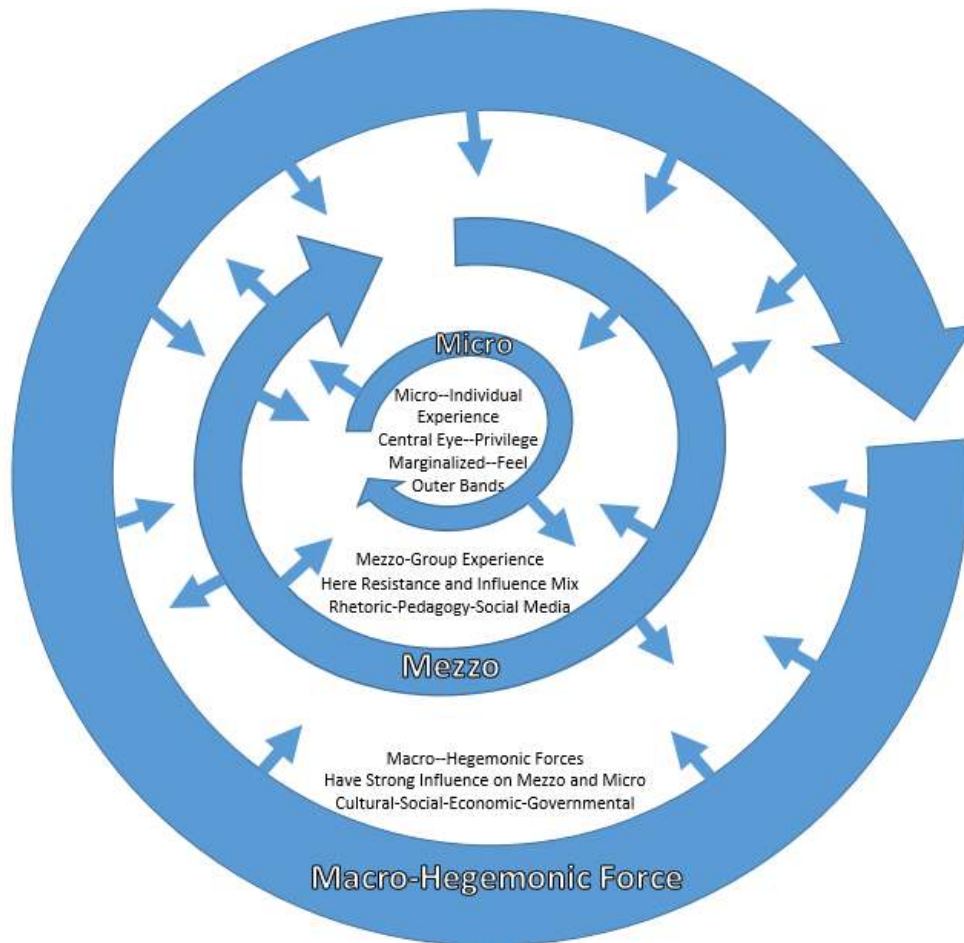 Micro
Micro--Individual
Experience
Central Eye--Privilege
Marginalized--Feel
Outer Bands
Mezzo-Group Experience
Here Resistance and Influence Mix
Rhetoric-Pedagogy-Social Media
Mezzo
Macro--Hegemonic Forces
Have Strong Influence on Mezzo and Micro
Cultural-Social-Economic-Governmental
Macro-Hegemonic Force